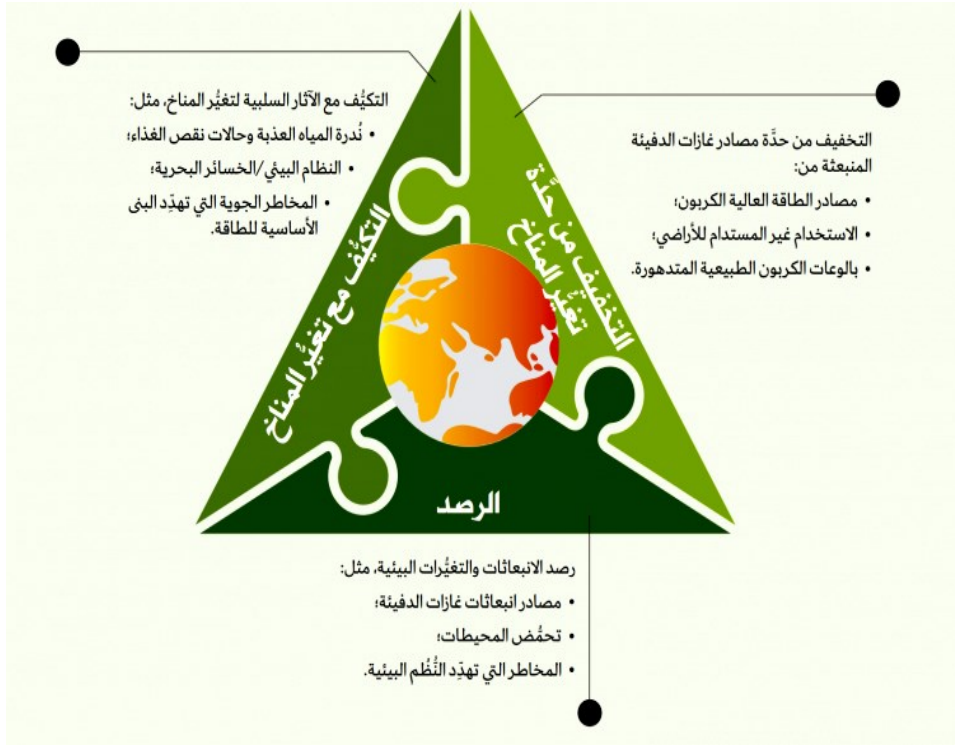 التخفيف من حدَّة مصادر غازات الدفيئة
المنبعثة من:
• مصادر الطاقة العالية الكربون؛
• الاستخدام غير المستدام للأراضي؛
• بالوعات الكربون الطبيعية المتدهورة.
التكيُّف مع الآثار السلبية لتغيُّر المناخ، مثل:
• نُدرة المياه العذبة وحالات نقص الغذاء؛
• النظام البيئي/الخسائر البحرية؛
• المخاطر الجوية التي تهدِّد البنى
الأساسية للطاقة.
التخفيف من حدَّة
تغيُّر المناخ
التكيُّف مع تغيُّر المناخ
الرصد
رصد الانبعاثات والتغيُّرات البيئية، مثل:
• مصادر انبعاثات غازات الدفيئة؛
• تحمُّض المحيطات؛
• المخاطر التي تهدِّد النُّظُم البيئية.